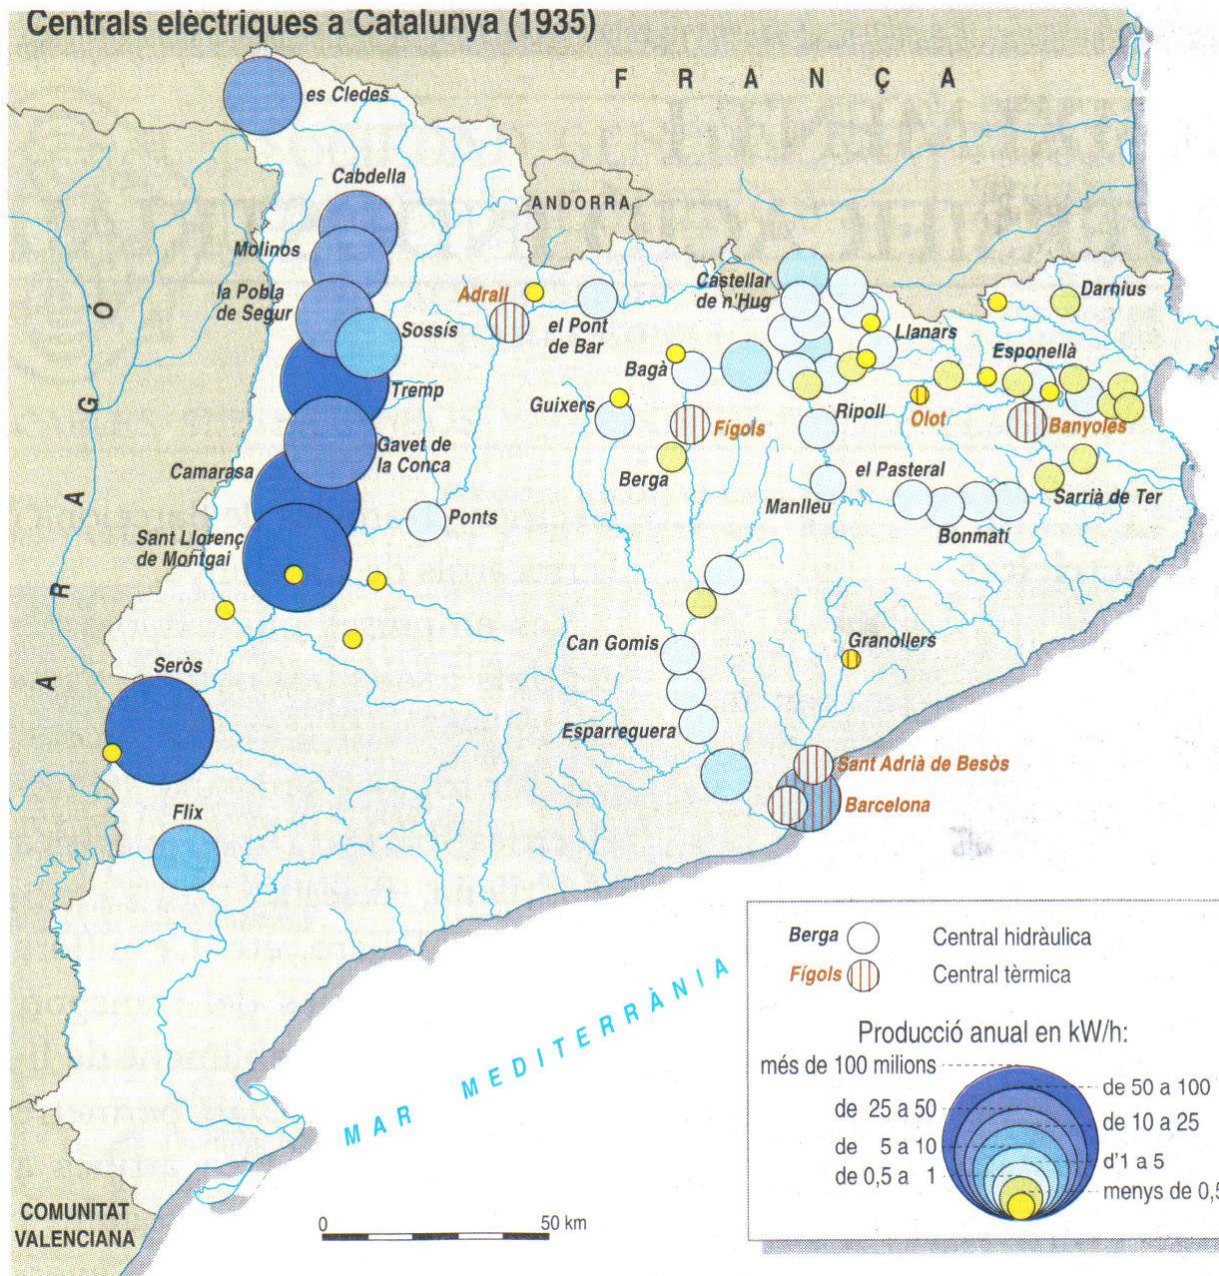 Centrals elèctriques a Catalunya (1935)
FRANÇA
es Cledes
Cabdella
ANDORRA
Molinos
Castellar
de n'Hug
la Pobla
de Segur
Adrall
Darnius
Sossís
el Pont
de Bar
Llanars
Esponellà
Bagà
Tremp
Guixers
Ripoll
Olot
Banyoles
Fígols
Gavet de
la Conca
Camarasa
Berga
el Pasteral
Manlleu
Sarrià de Ter
Ponts
Bonmatí
Sant Llorenç
de Montgai
ARAGÓ
Can Gomis
Granollers
Seròs
Esparreguera
Sant Adrià de Besòs
Barcelona
Flix
MAR MEDITERRÀNIA
COMUNITAT
VALENCIANA
0 50 km
Berga Central hidràulica
Fígols Central tèrmica
Producció anual en kW/h:
més de 100 milions
de 50 a 100
de 25 a 50
de 10 a 25
de 5 a 10
d'1 a 5
de 0,5 a 1
menys de 0,5